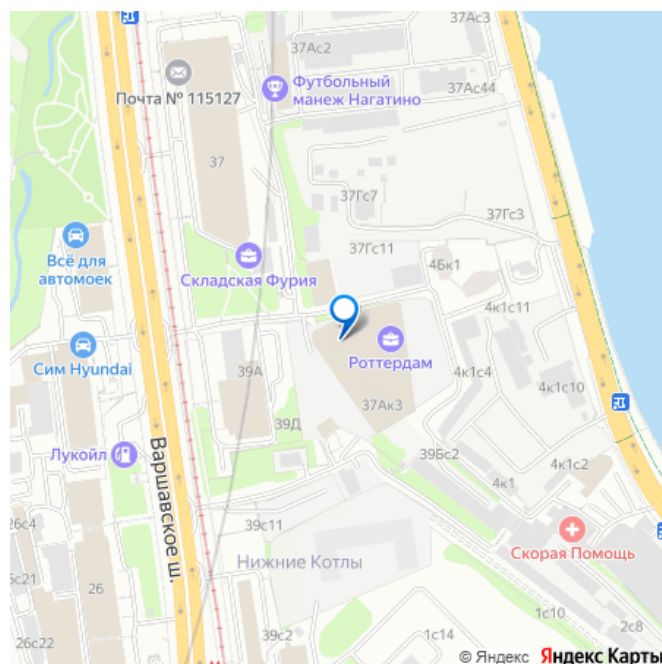 37Ас3
37Ас2
Футбольный
манеж Нагатино
37Ас44
Почта № 115127
37
37Гс7
37Гс3
37Гс11
4Бк1
Всё для
автомоек
Складская Фурия
4к1с11
Сим Hyundai
39А
Роттердам
4к1с4
4к1с10
37Ак3
39Д
Лукойл
Варшавское ш.
39Бс2
4к1с2
4к1
26с4
39с11
Скорая Помощь
Нижние Котлы
6с21
26
1с10
2с8
26с22
39с2
1с14
© Яндекс Яндекс Карты